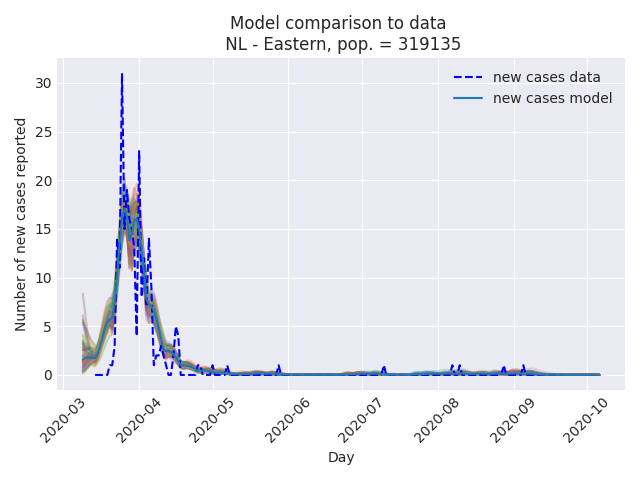 Model comparison to data
NL - Eastern, pop. = 319135
new cases data
new cases model
Number of new cases reported
30
25
20
15
10
5
0
2020-03
2020-04
2020-05
2020-06
2020-07
2020-08
2020-09
2020-10
Day